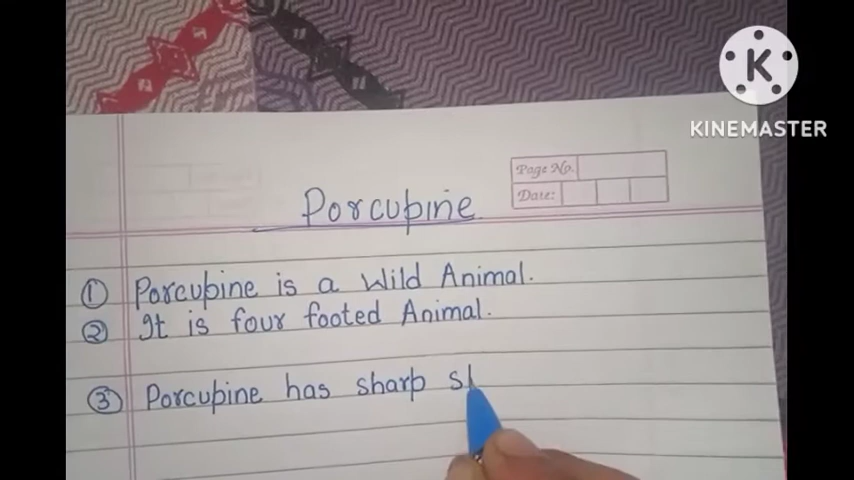 KINEMASTER
Page No.
Date:
Porcupine
① Porcupine is a Wild Animal.
② It is four footed Animal.
③ Porcupine has sharp s